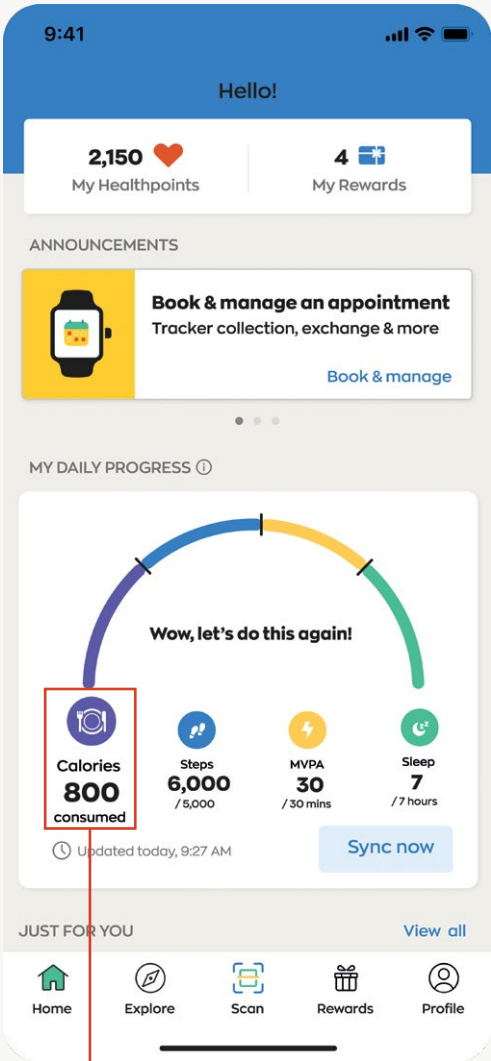 9:41
Hello!
2,150
My Healthpoints
4
My Rewards
ANNOUNCEMENTS
Book & manage an appointment
Tracker collection, exchange & more
Book & manage
MY DAILY PROGRESS
Wow, let's do this again!
Calories
800
consumed
Steps
6,000
/ 5,000
MVPA
30
/ 30 mins
Sleep
7
/ 7 hours
Updated today, 9:27 AM
Sync now
JUST FOR YOU
View all
Home
Explore
Scan
Rewards
Profile